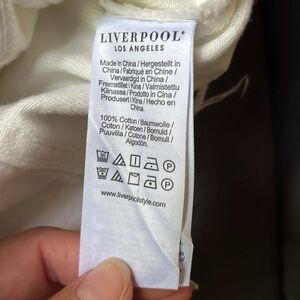 LIVERPOOL®
LOS ANGELES
Made in China / Hergestellt in
China / Fabriqué en Chine /
Vervaardigd in China /
Fremstillet i Kina / Valmistettu
Kiinassa / Prodotto in Cina /
Produsert i Kina / Hecho en
China.
100% Cotton / Baumwolle /
Coton / Katoen / Bomuld /
Puuvilla / Cotone / Bomull /
Algodón.
P
P
www.liverpoolstyle.com